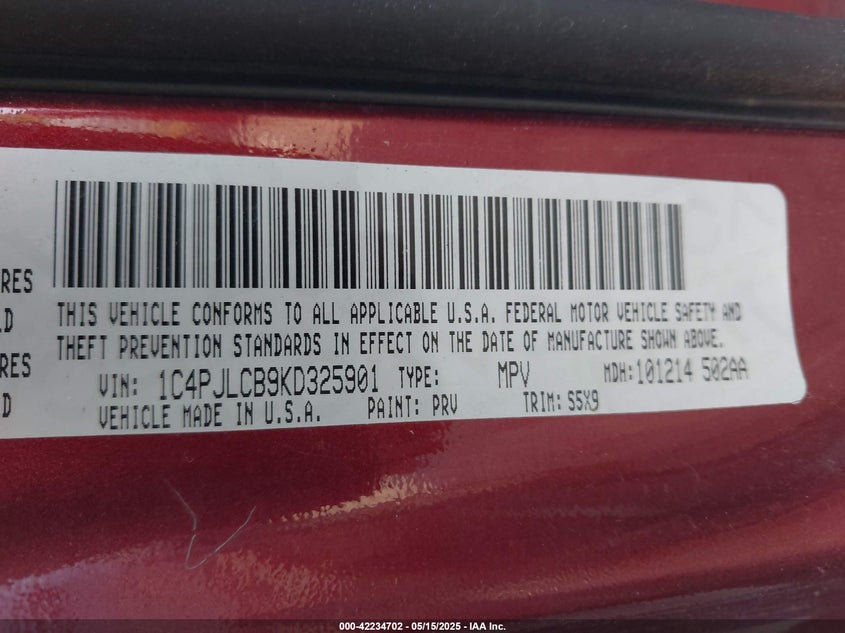 RES
LD
RES
D
THIS VEHICLE CONFORMS TO ALL APPLICABLE U.S.A. FEDERAL MOTOR VEHICLE SAFETY AND
THEFT PREVENTION STANDARDS IN EFFECT ON THE DATE OF MANUFACTURE SHOWN ABOVE.
VIN: 1C4PJLCB9KD325901 TYPE: MPV MDH:101214 502AA
VEHICLE MADE IN U.S.A. PAINT: PRV TRIM: S5X9
000-42234702 - 05/15/2025 - IAA Inc.